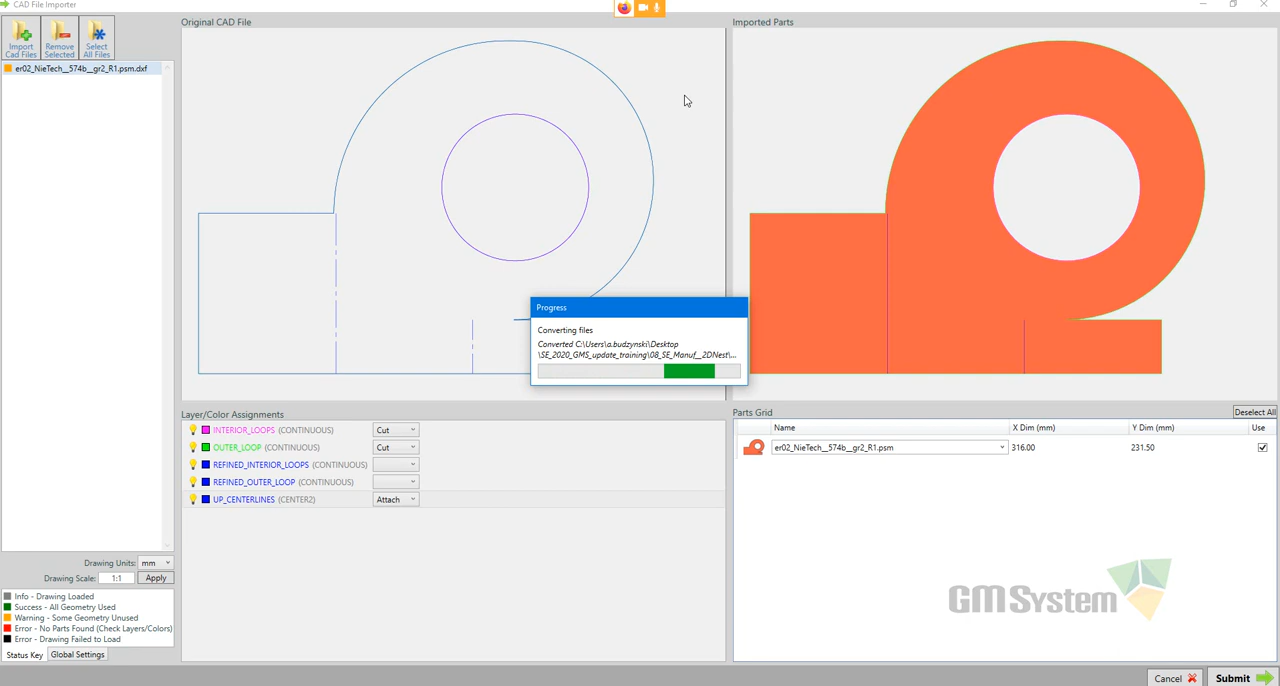 CAD File Importer
Import
Cad Files
Remove
Selected
Select
All Files
er02_NieTech__574b__gr2_R1.psm.dxf
Original CAD File
Imported Parts
Progress
Converting files
Converted C:\Users\a.budzynski\Desktop
\SE_2020_GMS_update_training\08_SE_Manuf__2DNest\...
Layer/Color Assignments
INTERIOR_LOOPS (CONTINUOUS) Cut
OUTER_LOOP (CONTINUOUS) Cut
REFINED_INTERIOR_LOOPS (CONTINUOUS)
REFINED_OUTER_LOOP (CONTINUOUS)
UP_CENTERLINES (CENTER2) Attach
Parts Grid
Deselect All
Name X Dim (mm) Y Dim (mm) Use
er02_NieTech__574b__gr2_R1.psm 316.00 231.50
Drawing Units: mm
Drawing Scale: 1:1 Apply
Info - Drawing Loaded
Success - All Geometry Used
Warning - Some Geometry Unused
Error - No Parts Found (Check Layers/Colors)
Error - Drawing Failed to Load
Status Key Global Settings
GM System
Cancel Submit